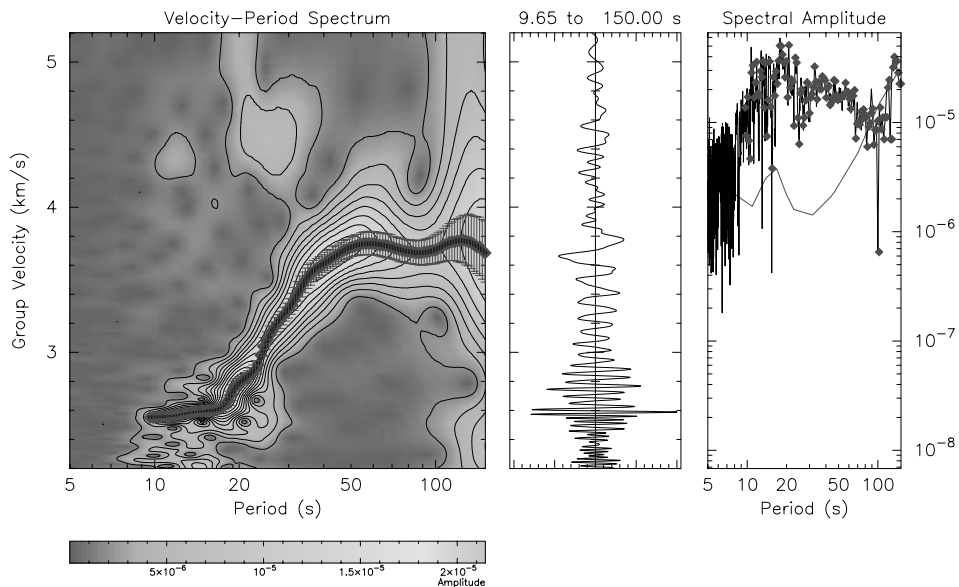 Velocity-Period Spectrum
9.65 to 150.00 s
Spectral Amplitude
5
4
3
Group Velocity (km/s)
10⁻⁵
10⁻⁶
10⁻⁷
10⁻⁸
5 10 20 50 100
5 10 20 50 100
Period (s)
Period (s)
5×10⁻⁶ 10⁻⁵ 1.5×10⁻⁵ 2×10⁻⁵
Amplitude